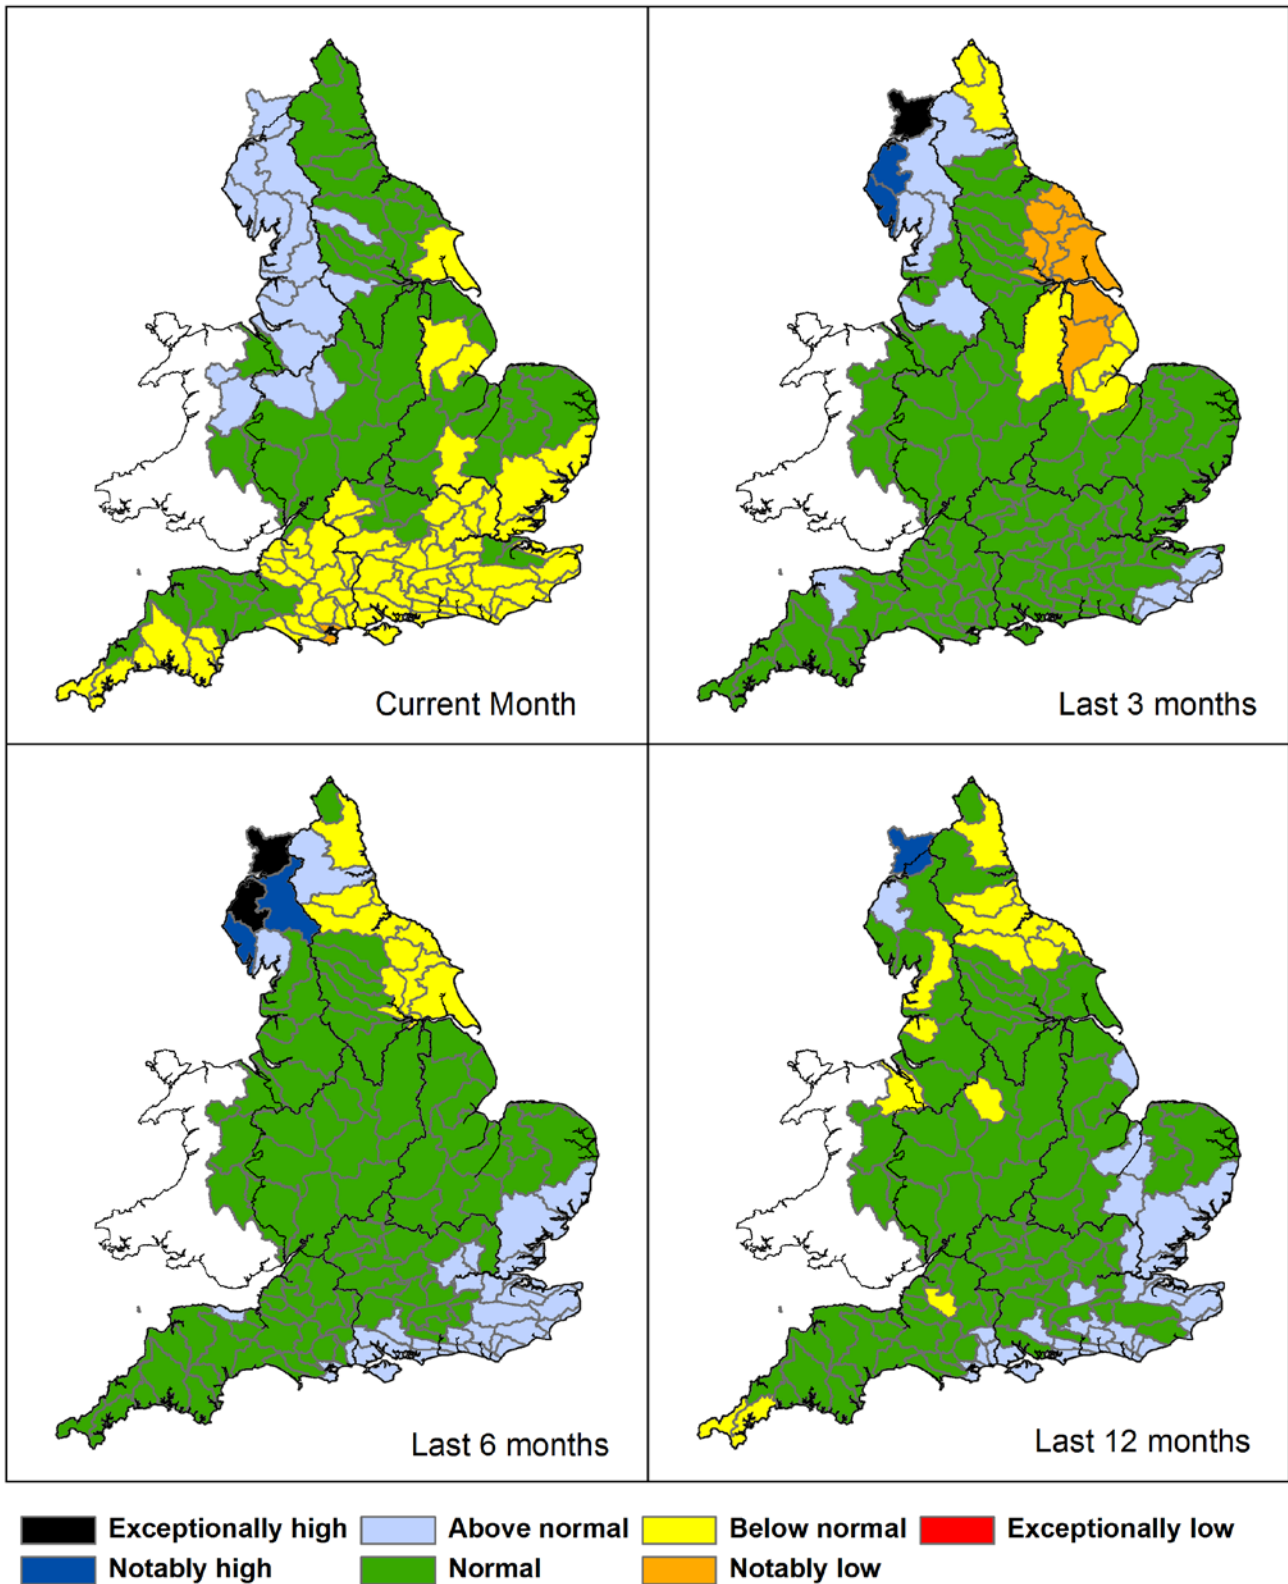 Current Month
Last 3 months
Last 6 months
Last 12 months
Exceptionally high
Above normal
Below normal
Exceptionally low
Notably high
Normal
Notably low